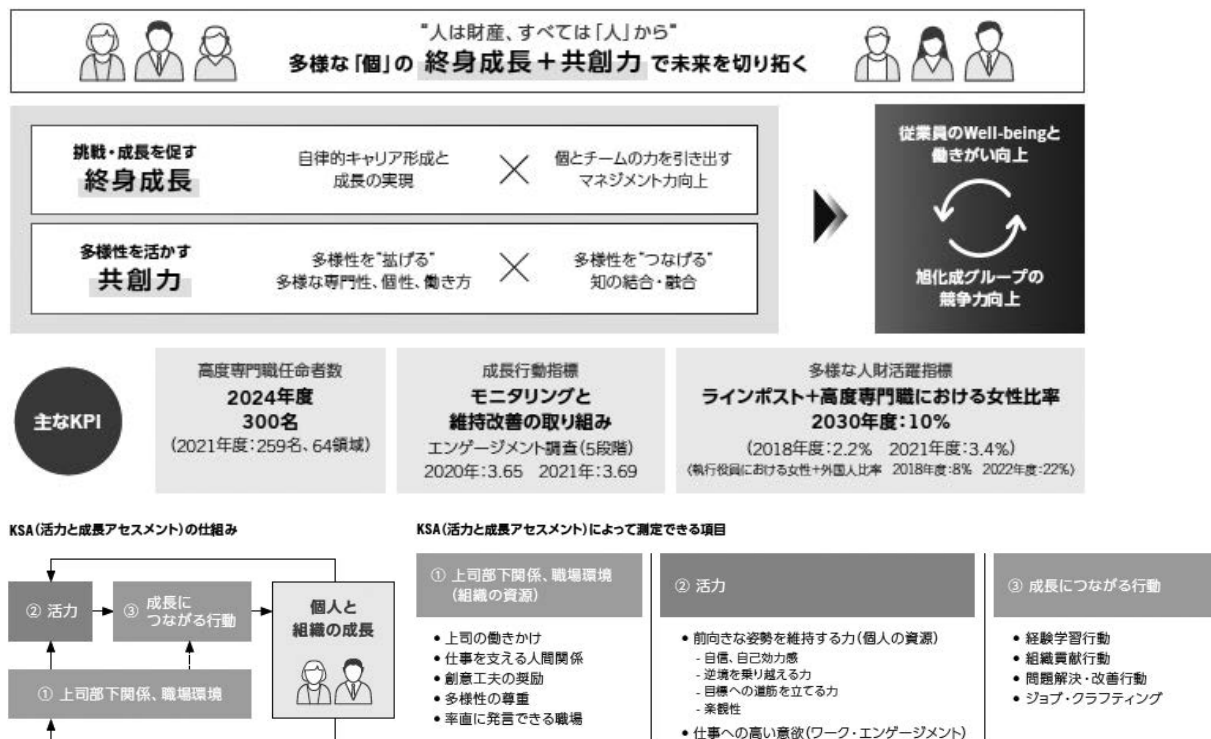 "人は財産、すべては「人」から"
多様な「個」の 終身成長＋共創力 で未来を切り拓く
挑戦・成長を促す
終身成長
自律的キャリア形成と
成長の実現
×
個とチームの力を引き出す
マネジメント力向上
多様性を活かす
共創力
多様性を"拡げる"
多様な専門性、個性、働き方
×
多様性を"つなげる"
知の結合・融合
従業員のWell-beingと
働きがい向上
旭化成グループの
競争力向上
主なKPI
高度専門職任命者数
2024年度
300名
(2021年度:259名、64領域)
成長行動指標
モニタリングと
維持改善の取り組み
エンゲージメント調査(5段階)
2020年:3.65 2021年:3.69
多様な人財活躍指標
ラインポスト＋高度専門職における女性比率
2030年度:10%
(2018年度:2.2% 2021年度:3.4%)
(執行役員における女性+外国人比率 2018年度:8% 2022年度:22%)
KSA(活力と成長アセスメント)の仕組み
② 活力
③ 成長に
つながる行動
個人と
組織の成長
① 上司部下関係、職場環境
KSA(活力と成長アセスメント)によって測定できる項目
① 上司部下関係、職場環境
(組織の資源)
• 上司の働きかけ
• 仕事を支える人間関係
• 創意工夫の奨励
• 多様性の尊重
• 率直に発言できる職場
② 活力
• 前向きな姿勢を維持する力(個人の資源)
- 自信、自己効力感
- 逆境を乗り越える力
- 目標への道筋を立てる力
- 楽観性
• 仕事への高い意欲(ワーク・エンゲージメント)
③ 成長につながる行動
• 経験学習行動
• 組織貢献行動
• 問題解決・改善行動
• ジョブ・クラフティング